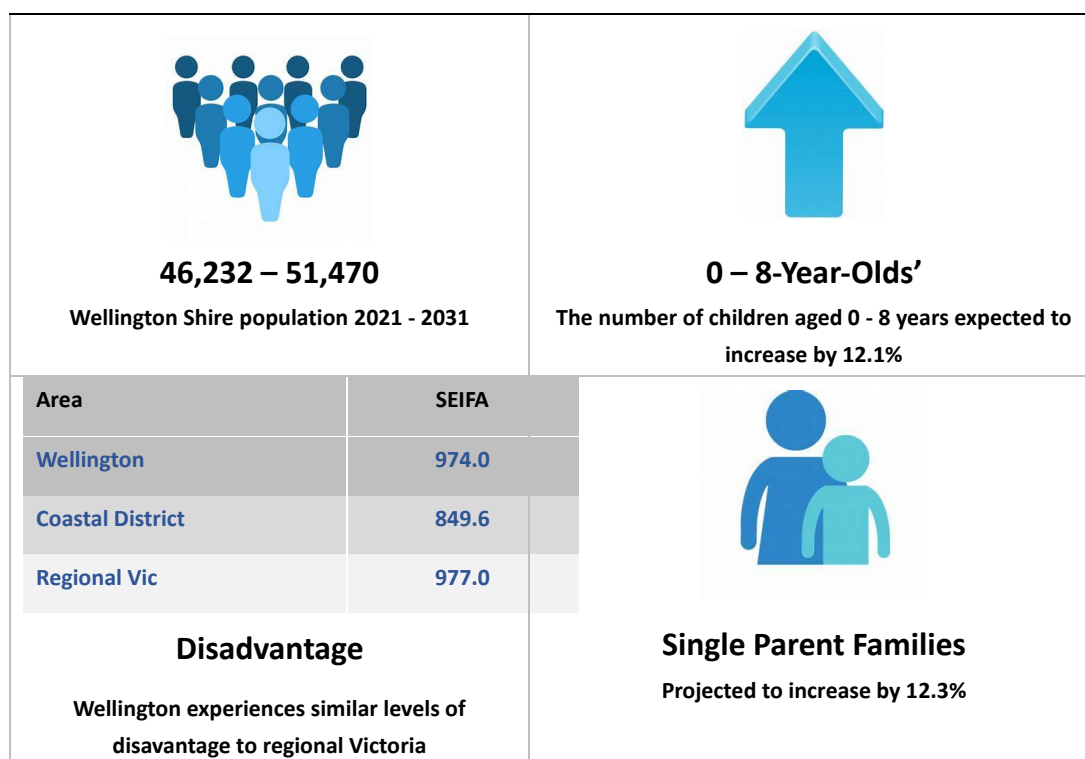 46,232 – 51,470
Wellington Shire population 2021 - 2031
0 – 8-Year-Olds’
The number of children aged 0 - 8 years expected to
increase by 12.1%
Area SEIFA
Wellington 974.0
Coastal District 849.6
Regional Vic 977.0
Disadvantage
Wellington experiences similar levels of
disavantage to regional Victoria
Single Parent Families
Projected to increase by 12.3%